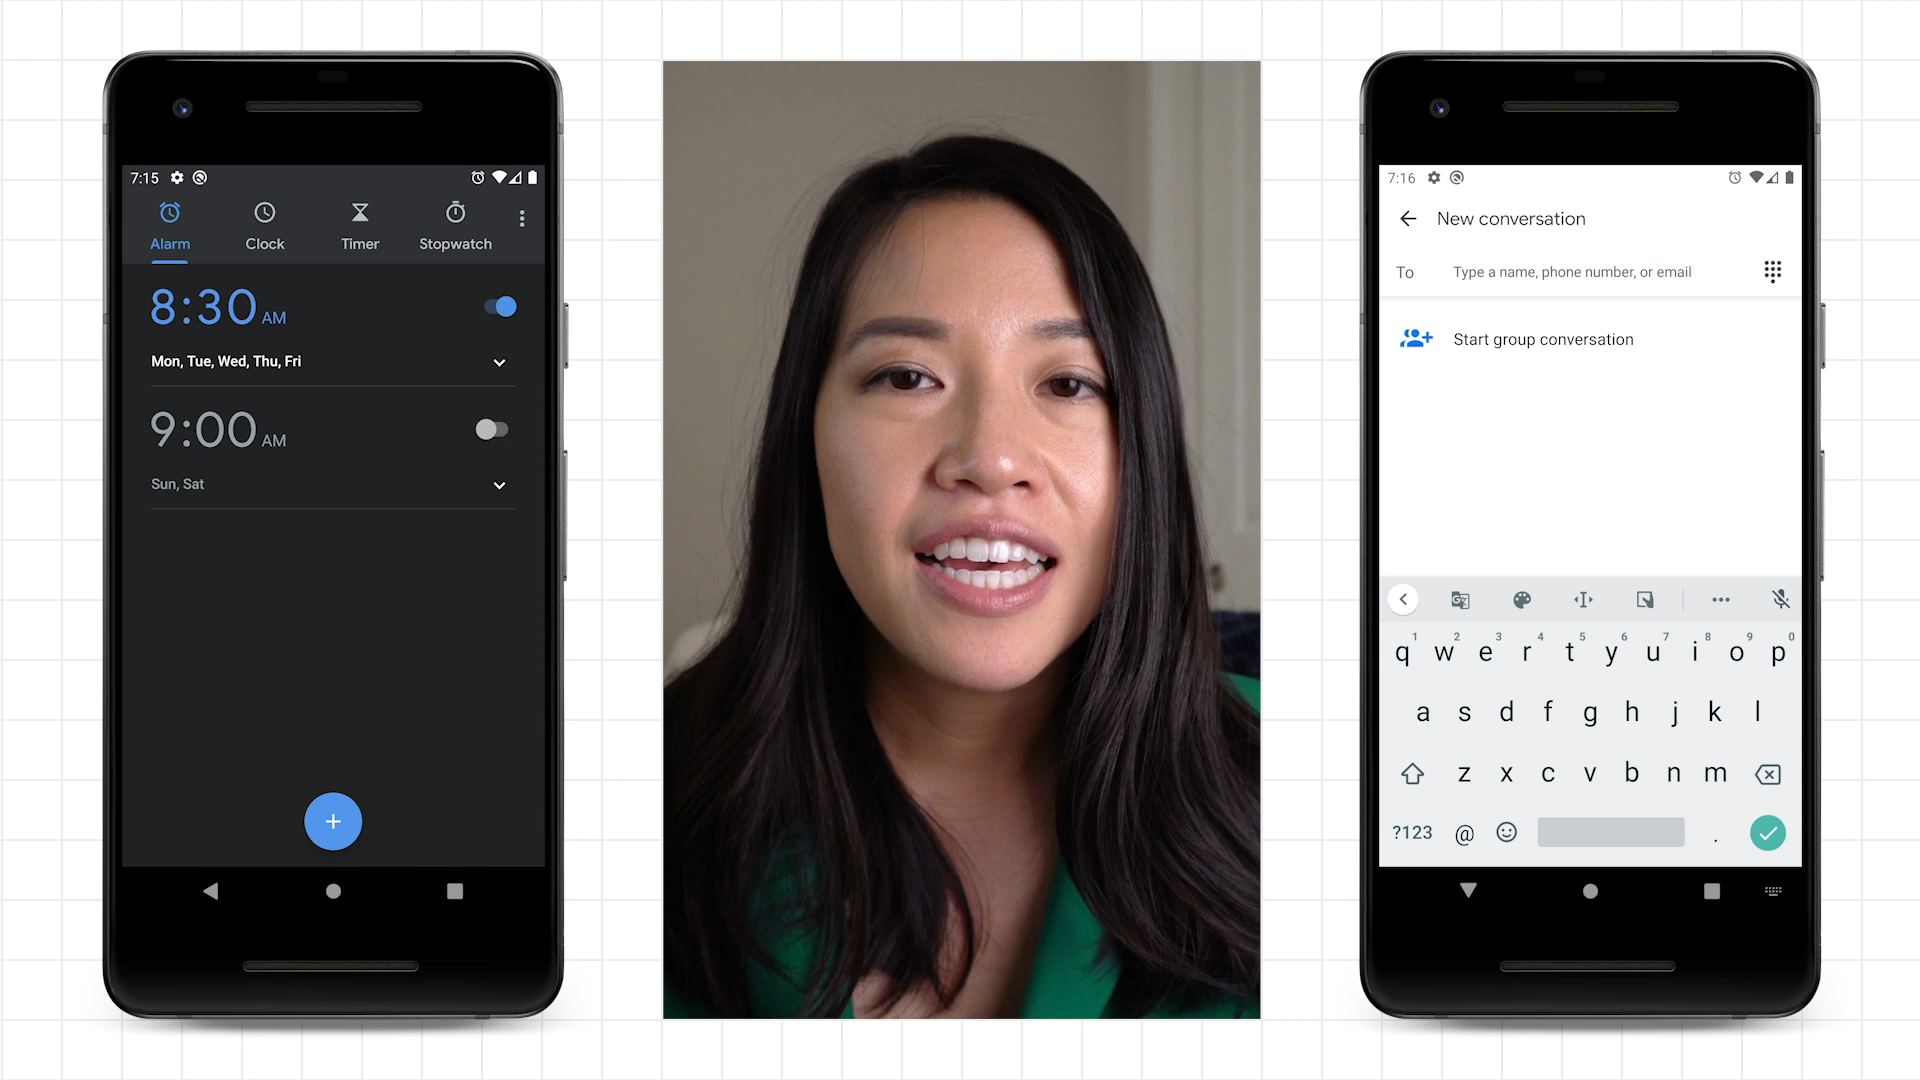 7:15
Alarm
Clock
Timer
Stopwatch
8:30 AM
Mon, Tue, Wed, Thu, Fri
9:00 AM
Sun, Sat
7:16
New conversation
To
Type a name, phone number, or email
Start group conversation
1 2 3 4 5 6 7 8 9 0
q w e r t y u i o p
a s d f g h j k l
z x c v b n m
?123 @ .